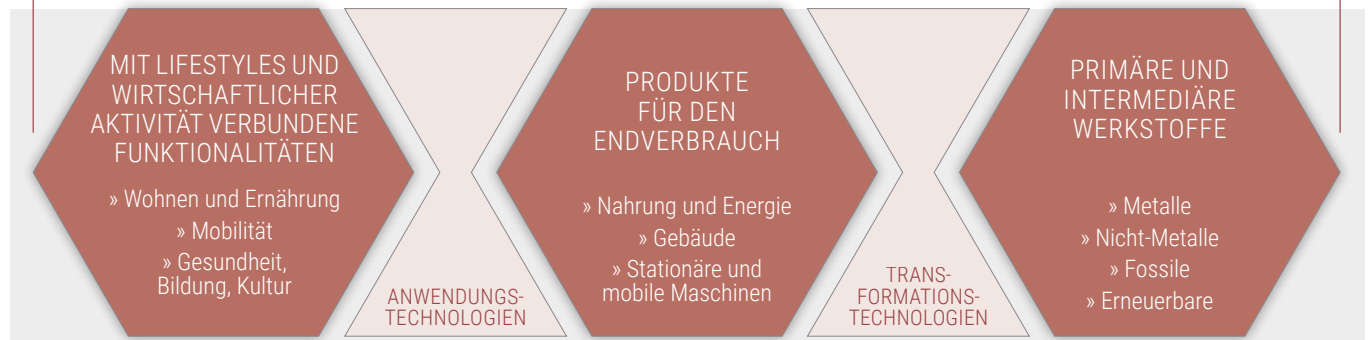 MIT LIFESTYLES UND
WIRTSCHAFTLICHER
AKTIVITÄT VERBUNDENE
FUNKTIONALITÄTEN
» Wohnen und Ernährung
» Mobilität
» Gesundheit,
Bildung, Kultur
ANWENDUNGS-
TECHNOLOGIEN
PRODUKTE
FÜR DEN
ENDVERBRAUCH
» Nahrung und Energie
» Gebäude
» Stationäre und
mobile Maschinen
TRANS-
FORMATIONS-
TECHNOLOGIEN
PRIMÄRE UND
INTERMEDIÄRE
WERKSTOFFE
» Metalle
» Nicht-Metalle
» Fossile
» Erneuerbare